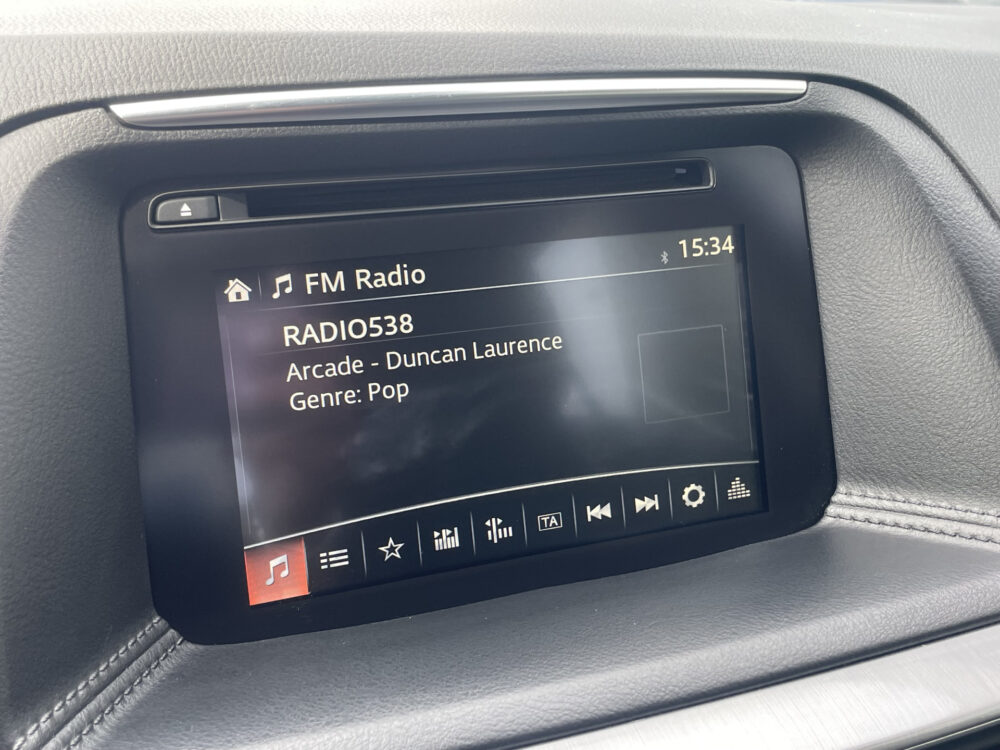 15:34
FM Radio
RADIO538
Arcade - Duncan Laurence
Genre: Pop
TA